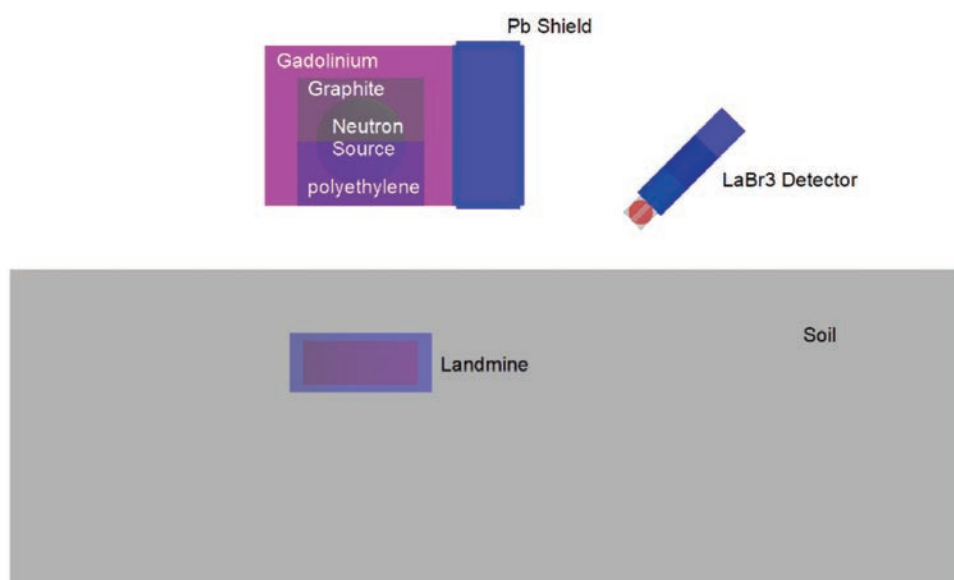 Pb Shield
Gadolinium
Graphite
Neutron
Source
polyethylene
LaBr3 Detector
Soil
Landmine